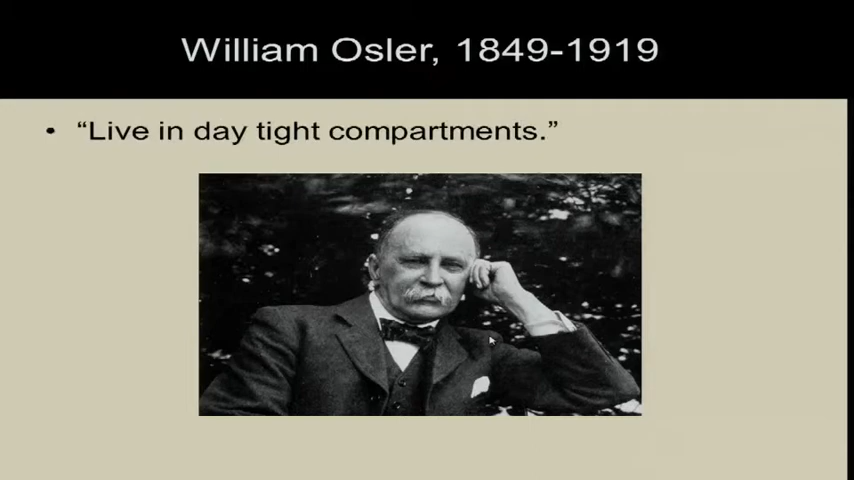 William Osler, 1849-1919
• “Live in day tight compartments.”